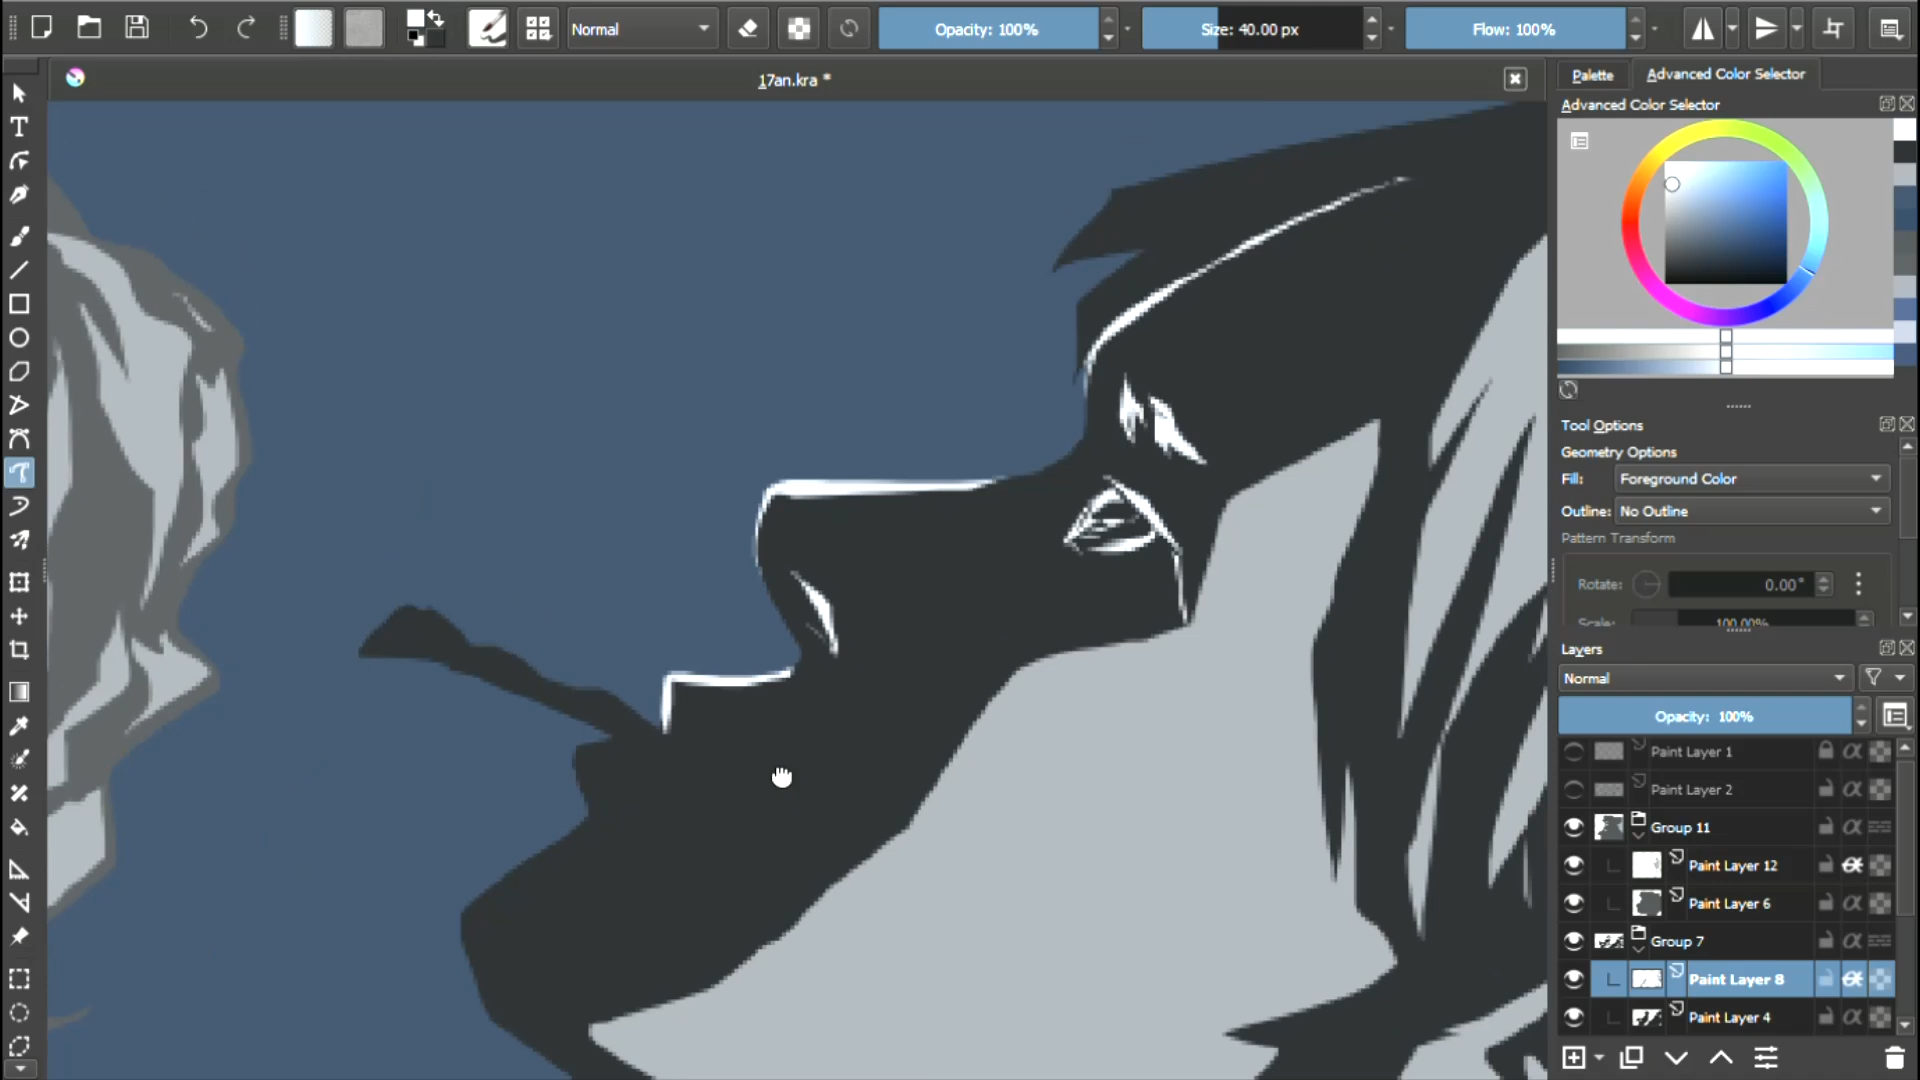 Normal
Opacity: 100%
Size: 40.00 px
Flow: 100%
17an.kra *
Palette
Advanced Color Selector
Advanced Color Selector
Tool Options
Geometry Options
Fill: Foreground Color
Outline: No Outline
Pattern Transform
Rotate: 0.00°
Scale: 100.00%
Layers
Normal
Opacity: 100%
Paint Layer 1
Paint Layer 2
Group 11
Paint Layer 12
Paint Layer 6
Group 7
Paint Layer 8
Paint Layer 4